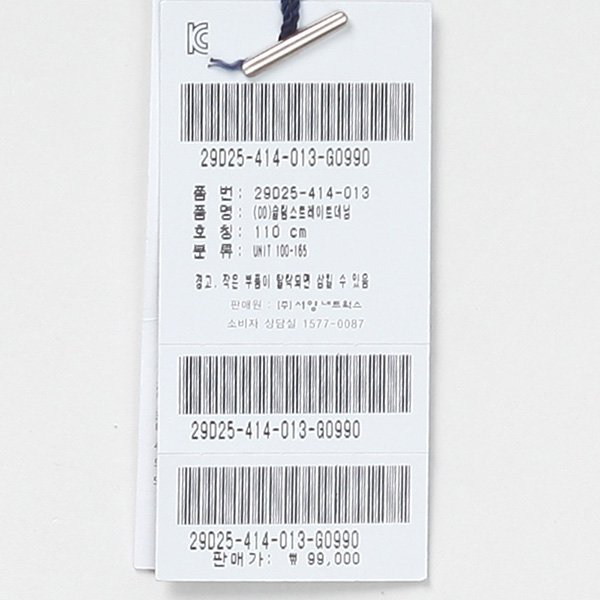 KC
29D25-414-013-G0990
품 번: 29D25-414-013
품 명: (DD)슬림스트레이트데님
호 칭: 110 cm
분 류: UNIT 100-165
경고. 작은 부품이 탈락되면 삼킬 수 있음
판매원 : (주)서양네트웍스
소비자 상담실 1577-0087
29D25-414-013-G0990
29D25-414-013-G0990
판매가: ₩ 99,000